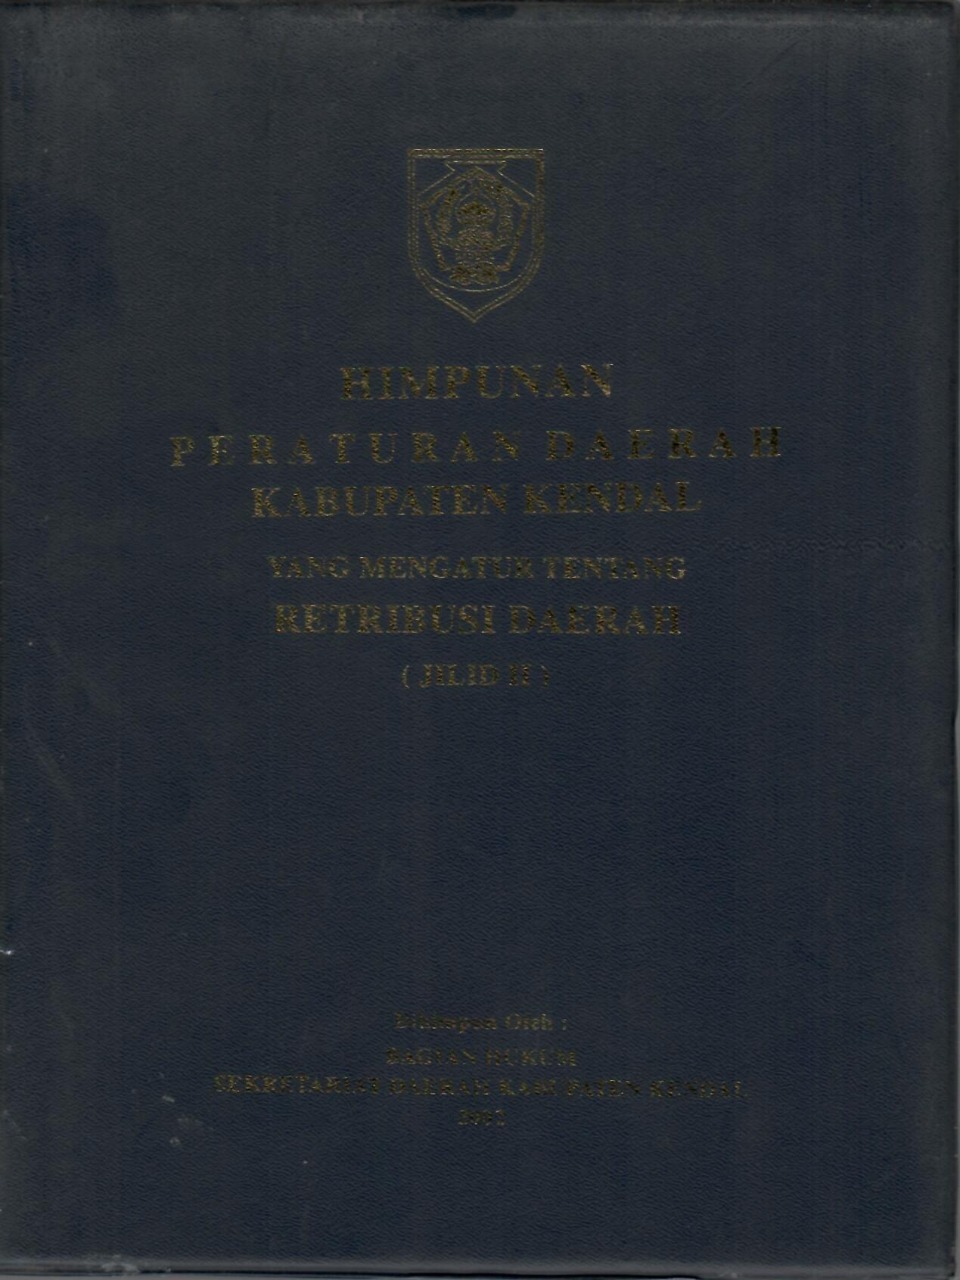 HIMPUNAN
PERATURAN DAERAH
KABUPATEN KENDAL
YANG MENGATUR TENTANG
RETRIBUSI DAERAH
( JILID II )
Dihimpun Oleh :
BAGIAN HUKUM
SEKRETARIAT DAERAH KABUPATEN KENDAL
2002